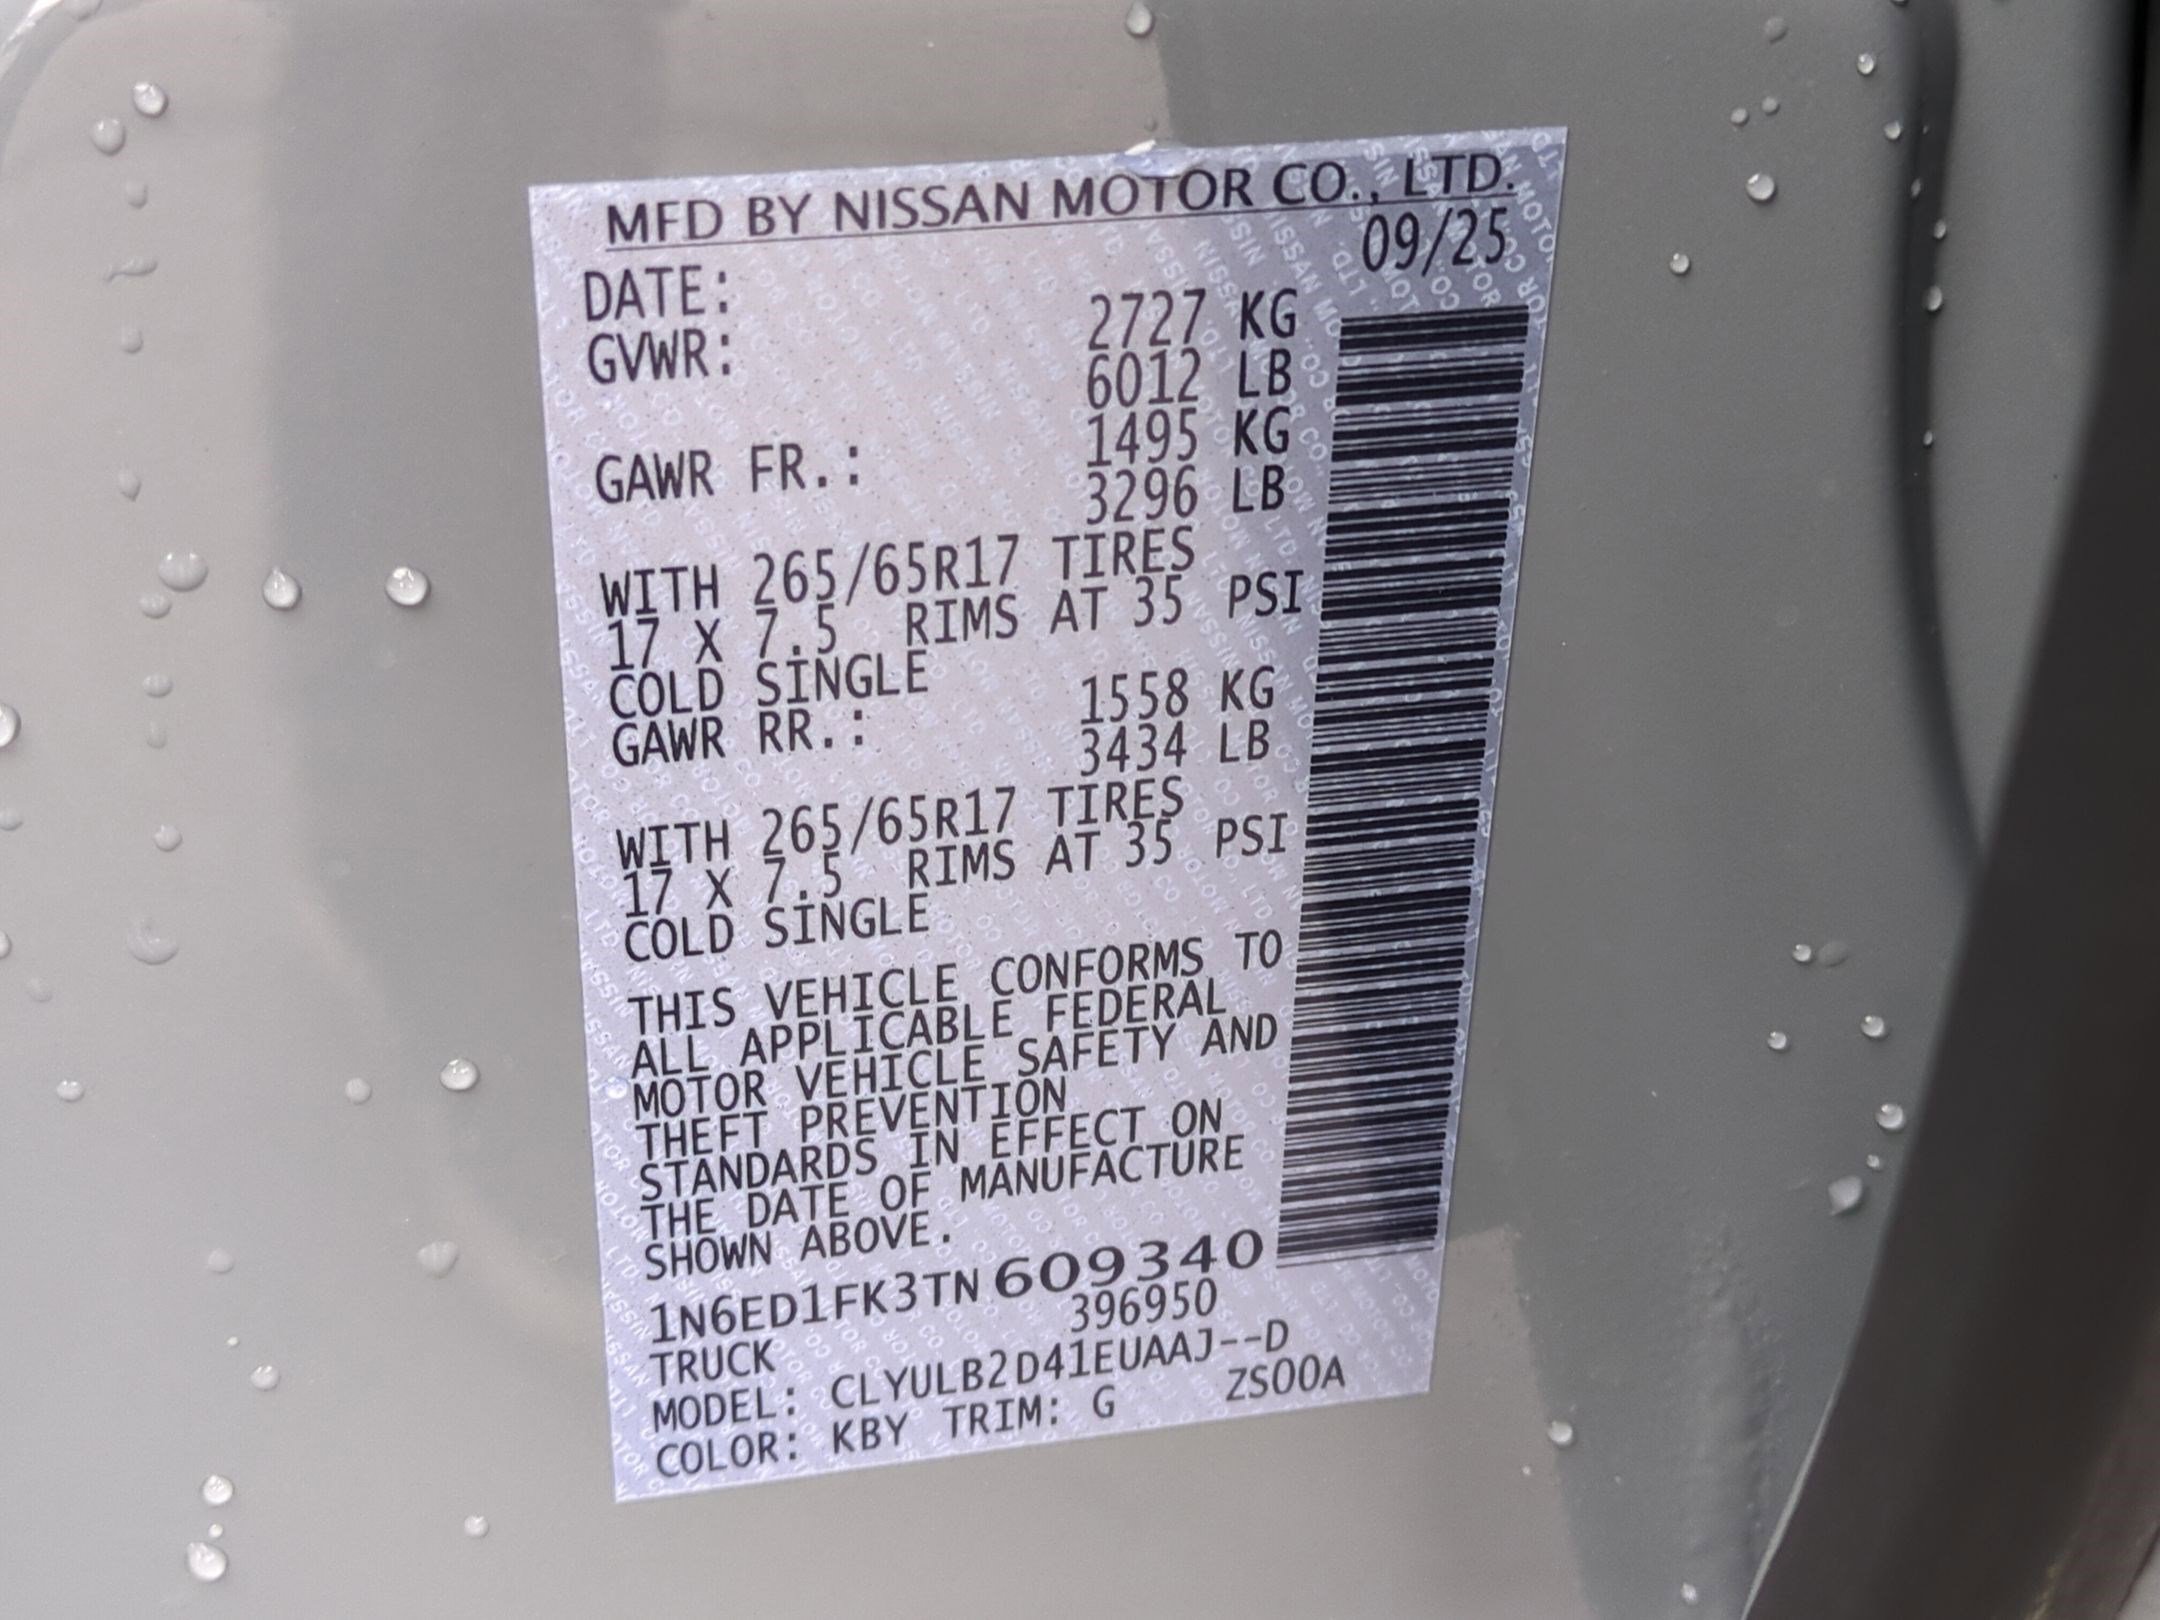 MFD BY NISSAN MOTOR CO., LTD.
DATE: 09/25
GVWR: 2727 KG
6012 LB
GAWR FR.: 1495 KG
3296 LB
WITH 265/65R17 TIRES
17 X 7.5 RIMS AT 35 PSI
COLD SINGLE
GAWR RR.: 1558 KG
3434 LB
WITH 265/65R17 TIRES
17 X 7.5 RIMS AT 35 PSI
COLD SINGLE
THIS VEHICLE CONFORMS TO
ALL APPLICABLE FEDERAL
MOTOR VEHICLE SAFETY AND
THEFT PREVENTION
STANDARDS IN EFFECT ON
THE DATE OF MANUFACTURE
SHOWN ABOVE.
1N6ED1FK3TN609340
TRUCK 396950
MODEL: CLYULB2D41EUAAJ--D
COLOR: KBY TRIM: G ZS00A